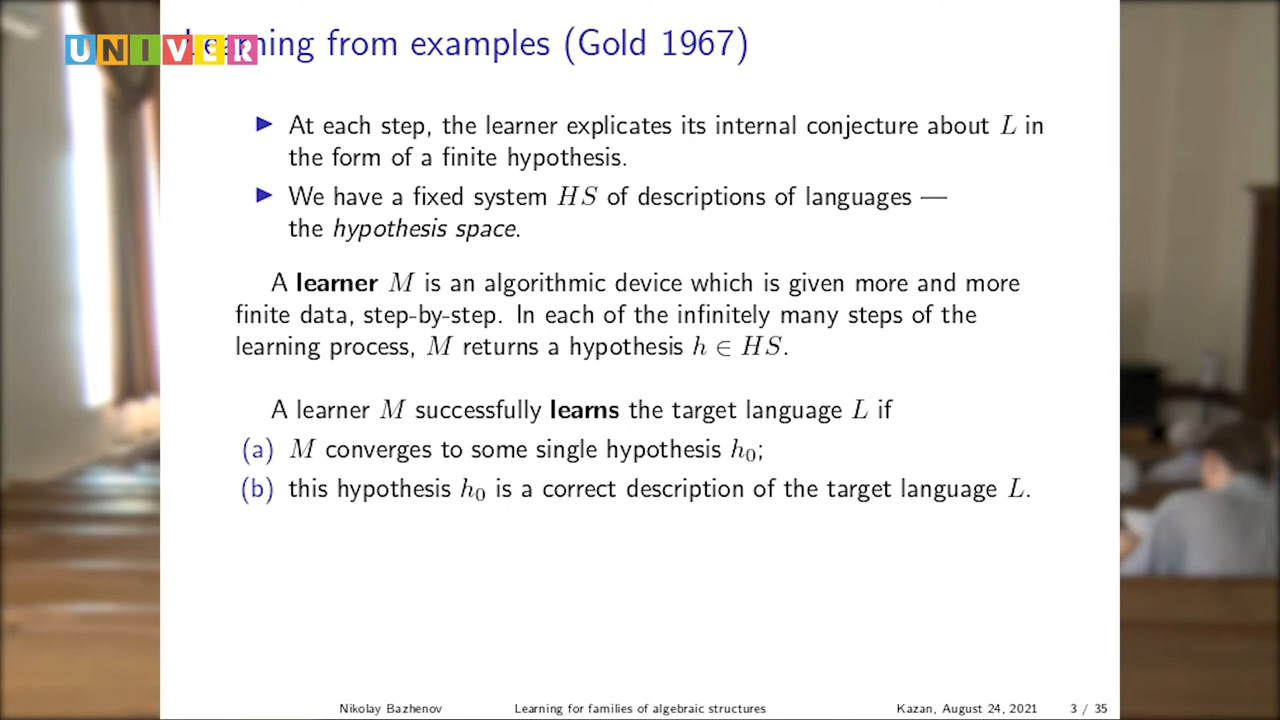 UNIVER
Learning from examples (Gold 1967)
▶ At each step, the learner explicates its internal conjecture about L in
the form of a finite hypothesis.
▶ We have a fixed system HS of descriptions of languages —
the hypothesis space.
A learner M is an algorithmic device which is given more and more
finite data, step-by-step. In each of the infinitely many steps of the
learning process, M returns a hypothesis h ∈ HS.
A learner M successfully learns the target language L if
(a) M converges to some single hypothesis h₀;
(b) this hypothesis h₀ is a correct description of the target language L.
Nikolay Bazhenov Learning for families of algebraic structures Kazan, August 24, 2021 3 / 35